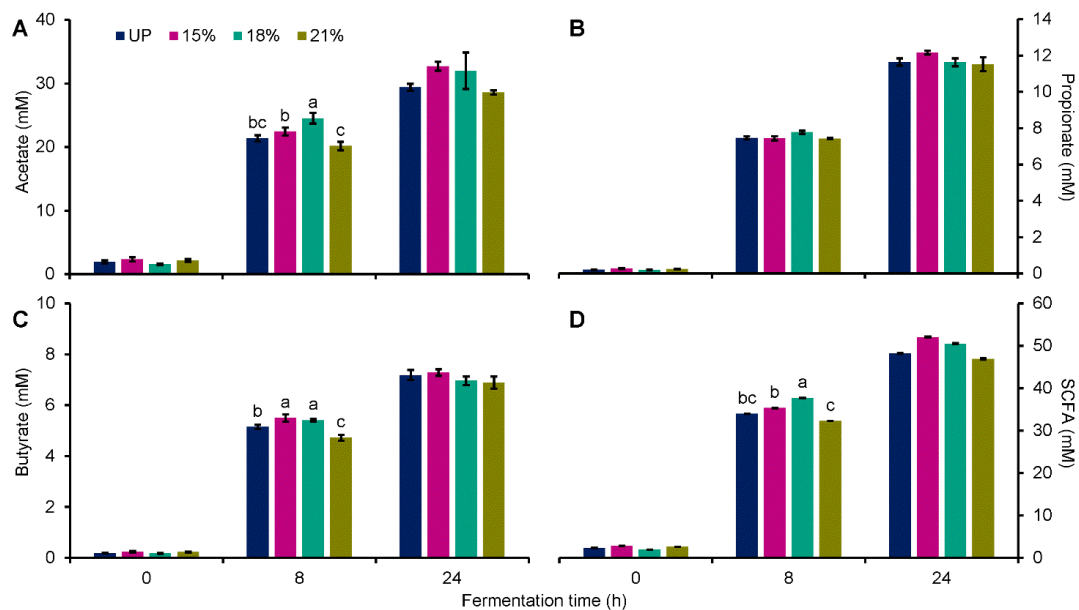 A
UP 15% 18% 21%
Acetate (mM)
40
30
20
10
0
bc b a c
B
Propionate (mM)
14
12
10
8
6
4
2
0
C
Butyrate (mM)
10
8
6
4
2
0
b a a c
0 8 24
D
SCFA (mM)
60
50
40
30
20
10
0
bc b a c
0 8 24
Fermentation time (h)